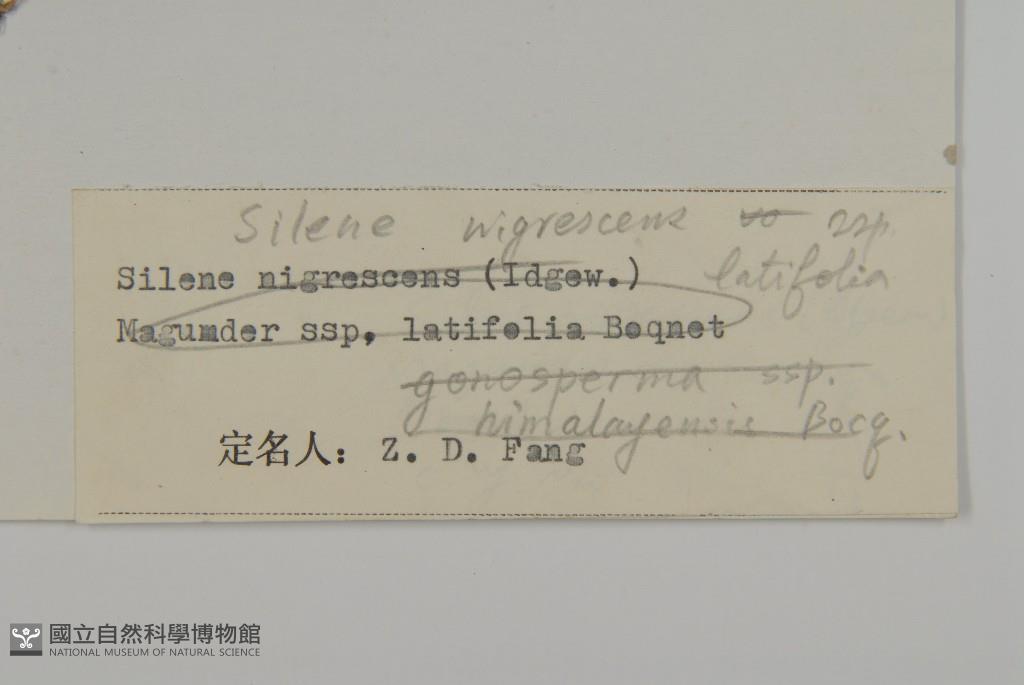 Silene nigrescens ssp.
latifolia
Silene nigrescens (Idgew.)
Magumder ssp, latifolia Boqnet
gonosperma ssp.
himalayensis Bocq.
定名人: Z. D. Fang
國立自然科學博物館
NATIONAL MUSEUM OF NATURAL SCIENCE